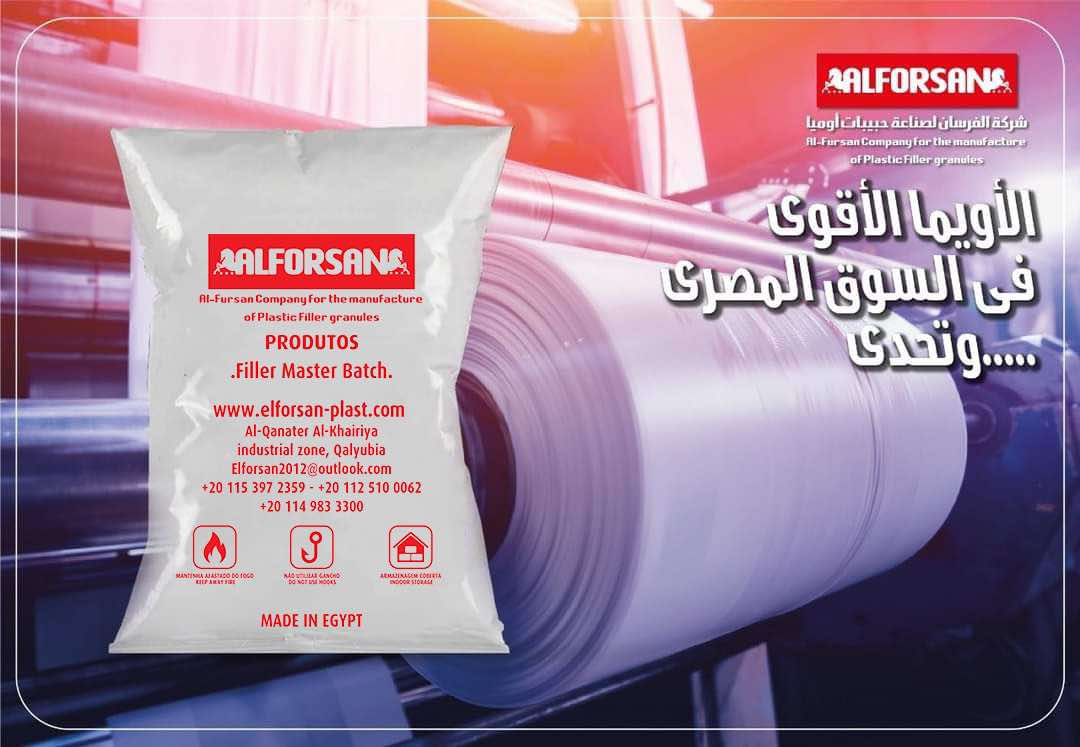 ALFORSAN
شركة الفرسان لصناعة حبيبات أوميا
Al-Fursan Company for the manufacture
of Plastic Filler granules
الأويما الأقوى
فى السوق المصرى
وتحدى.....
ALFORSAN
Al-Fursan Company for the manufacture
of Plastic Filler granules
PRODUTOS
.Filler Master Batch.
www.elforsan-plast.com
Al-Qanater Al-Khairiya
industrial zone, Qalyubia
Elforsan2012@outlook.com
+20 115 397 2359 - +20 112 510 0062
+20 114 983 3300
MANTENHA AFASTADO DO FOGO
KEEP AWAY FIRE
NÃO UTILIZAR GANCHO
DO NOT USE HOOKS
ARMAZENAGEM COBERTA
INDOOR STORAGE
MADE IN EGYPT